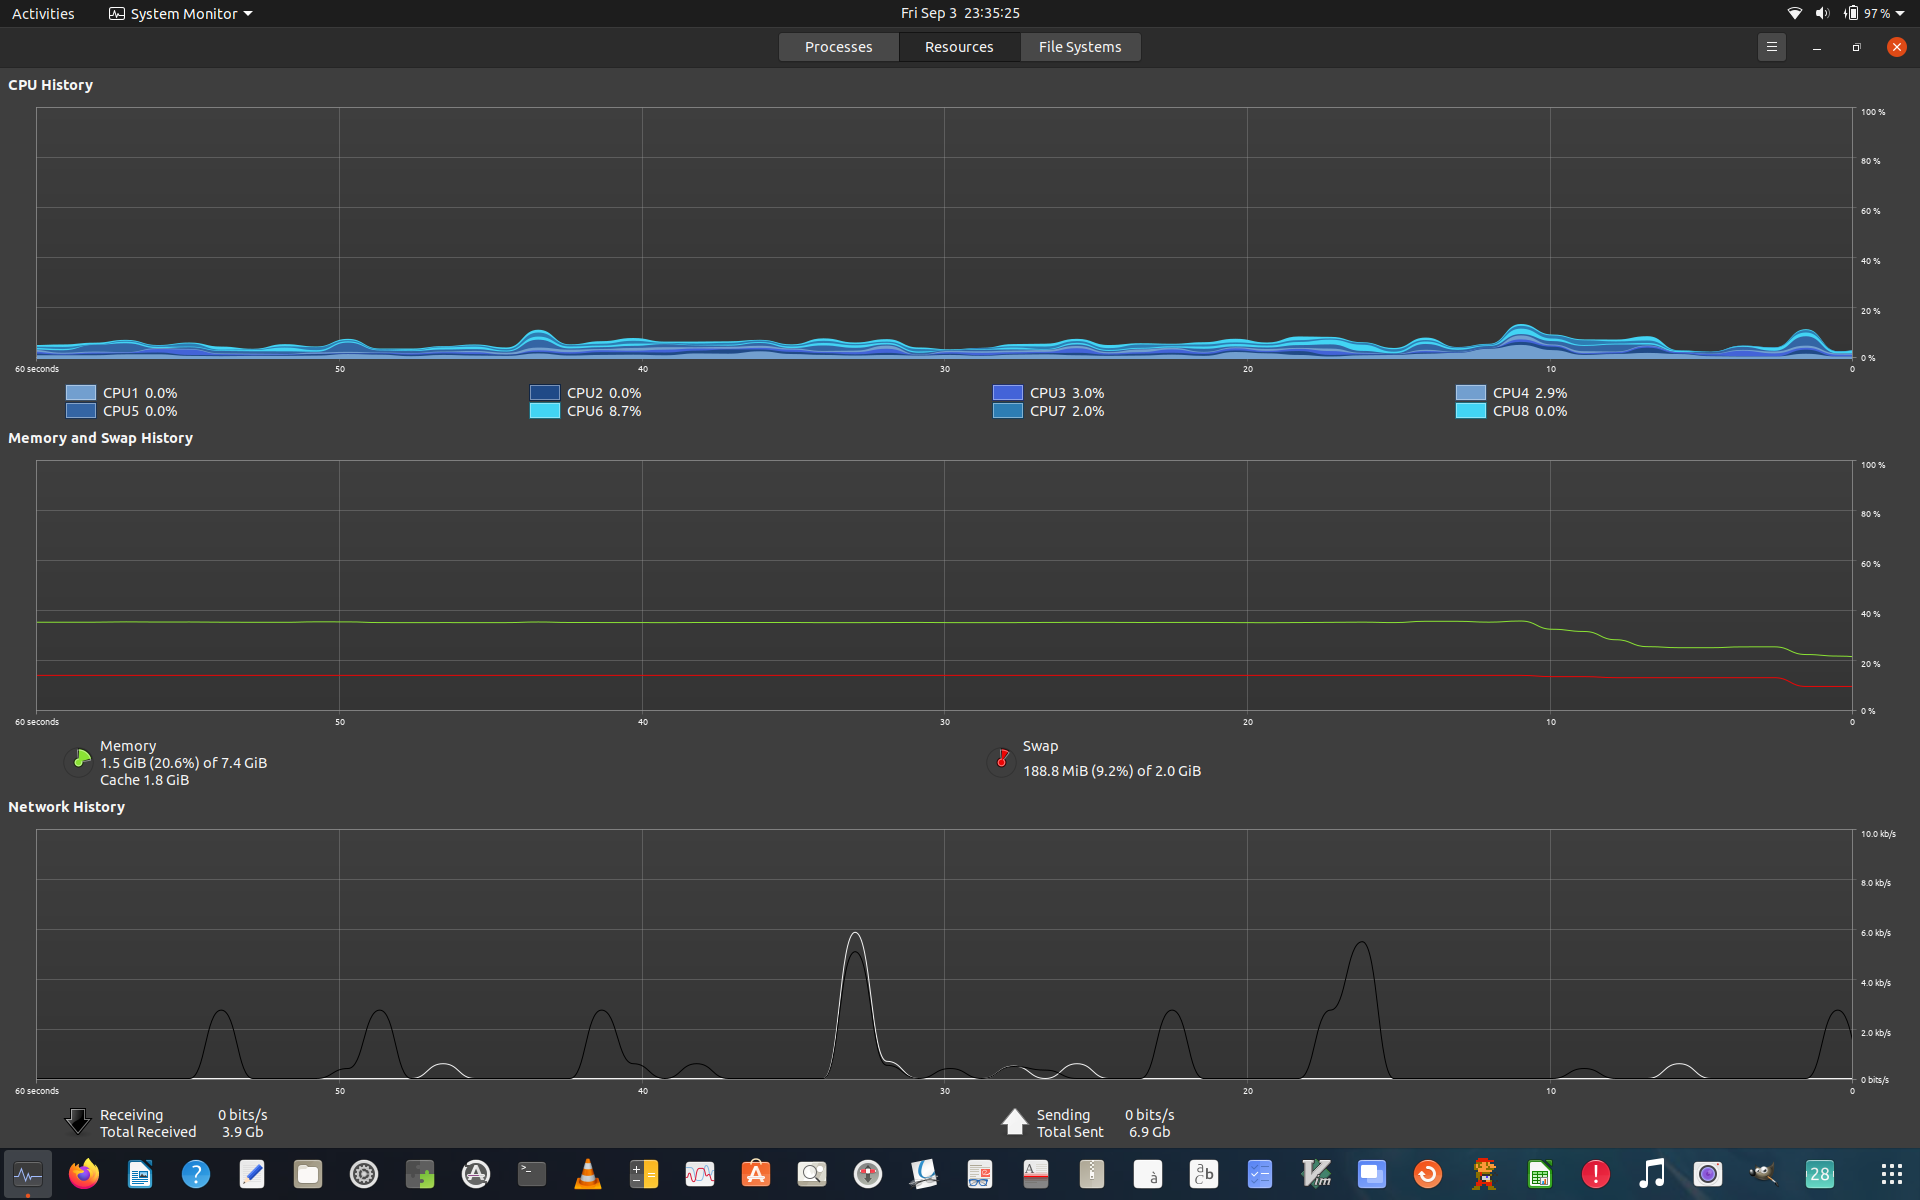 Activities System Monitor Fri Sep 3 23:35:25 97 %
Processes Resources File Systems
CPU History
100 %
80 %
60 %
40 %
20 %
0 %
60 seconds 50 40 30 20 10 0
CPU1 0.0% CPU2 0.0% CPU3 3.0% CPU4 2.9%
CPU5 0.0% CPU6 8.7% CPU7 2.0% CPU8 0.0%
Memory and Swap History
100 %
80 %
60 %
40 %
20 %
0 %
60 seconds 50 40 30 20 10 0
Memory
1.5 GiB (20.6%) of 7.4 GiB
Cache 1.8 GiB
Swap
188.8 MiB (9.2%) of 2.0 GiB
Network History
10.0 kb/s
8.0 kb/s
6.0 kb/s
4.0 kb/s
2.0 kb/s
0 bits/s
60 seconds 50 40 30 20 10 0
Receiving 0 bits/s
Total Received 3.9 Gb
Sending 0 bits/s
Total Sent 6.9 Gb
? >_ A à a b c Vim ! 28